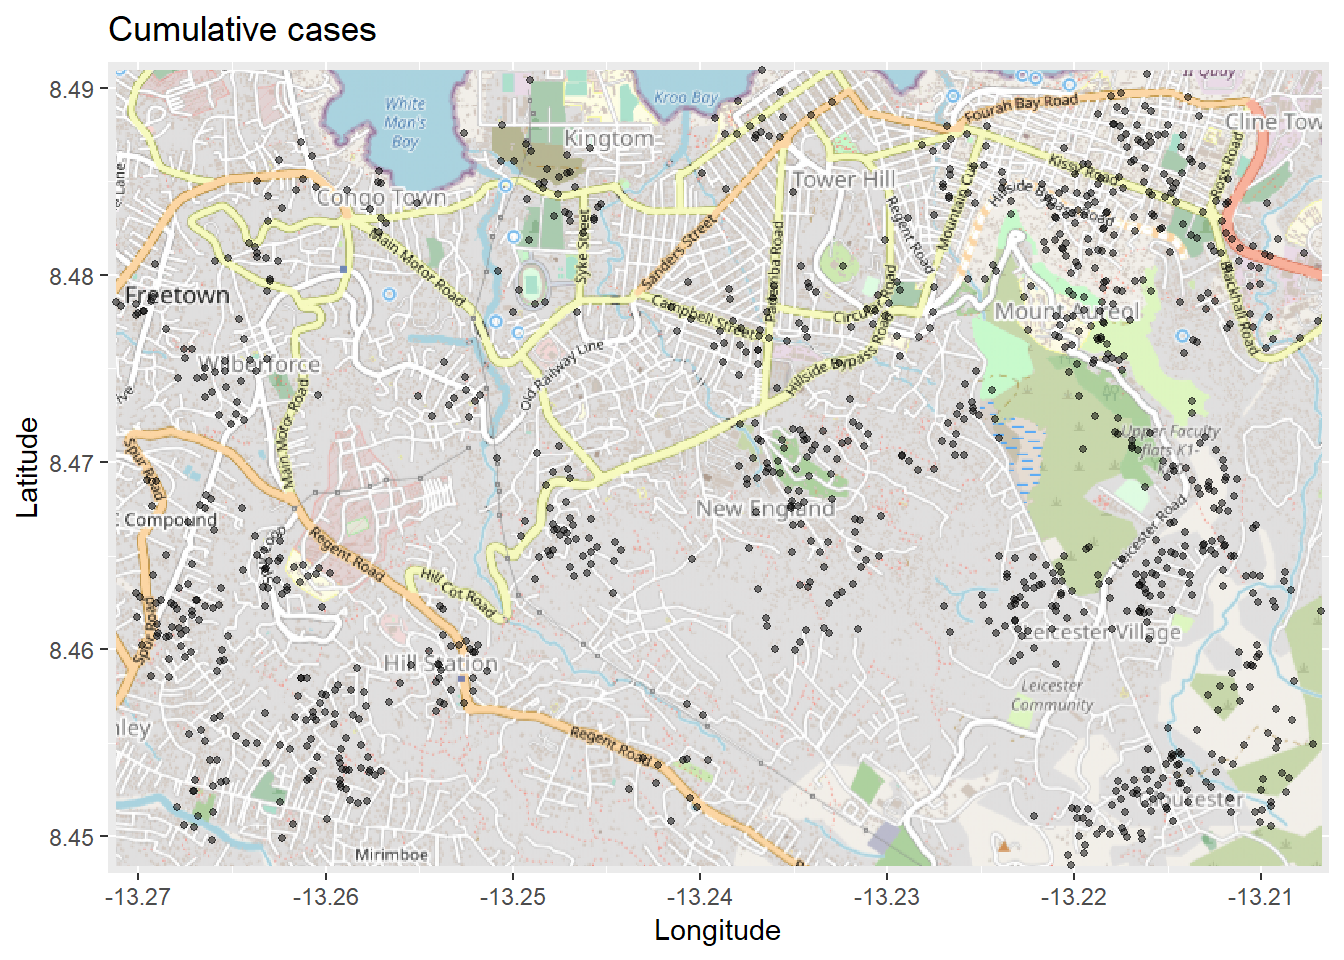 Cumulative cases
8.49
8.48
8.47
8.46
8.45
Latitude
-13.27
-13.26
-13.25
-13.24
-13.23
-13.22
-13.21
Longitude
White
Man's
Bay
Kroo Bay
Kingtom
Fourah Bay Road
Cline Tow
Kissy Road
Ross Road
Congo Town
Tower Hill
Mountain Cut
Regent Road
Main Motor Road
Syke Street
Sanders Street
Pademba Road
Freetown
Campbell Street
Circular Road
Mount Aureol
Blackhall Road
Wilberforce
Old Railway Line
Hillside Bypass Road
Main Motor Road
Spur Road
Upper Faculty
flats K1-
Compound
New England
Leicester Road
Regent Road
Hill Cot Road
Spur Road
Leicester Village
Hill Station
Leicester
Community
nley
Regent Road
Gloucester
Mirimboe